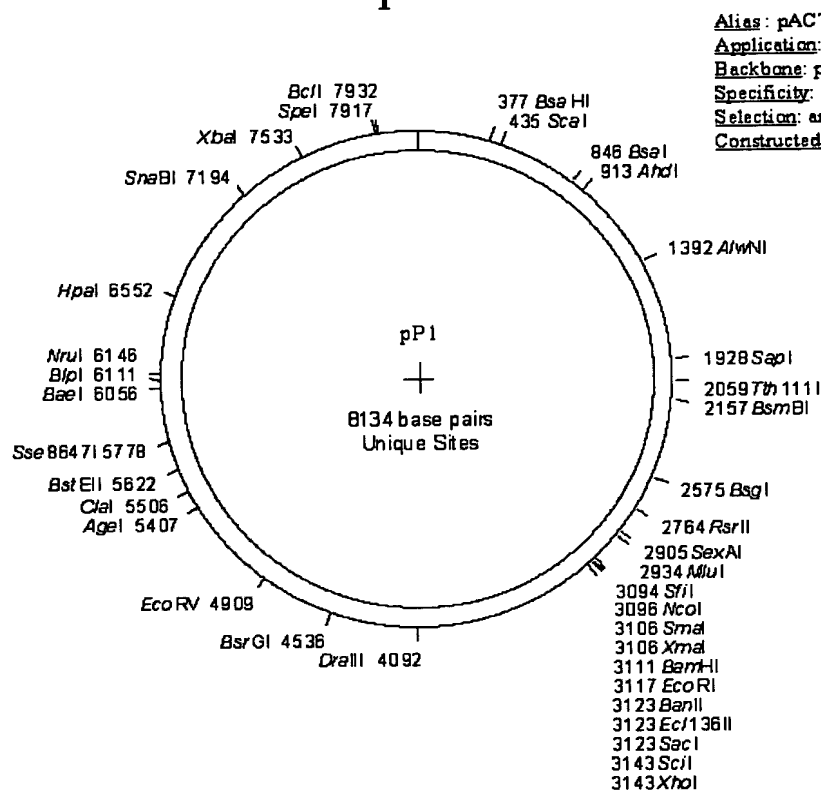 Alias: pACT
Application:
Backbone: p
Specificity:
Selection: a
Constructed
BclI 7932
SpeI 7917
XbaI 7533
SnaBI 7194
HpaI 6552
NruI 6146
BlpI 6111
BaeI 6056
Sse8647I 5778
BstEII 5622
ClaI 5506
AgeI 5407
EcoRV 4909
BsrGI 4536
DraIII 4092
377 BsaHI
435 ScaI
846 BsaI
913 AhdI
1392 AlwNI
1928 SapI
2059 Tth111I
2157 BsmBI
2575 BsgI
2764 RsrII
2905 SexAI
2934 MluI
3094 SfiI
3096 NcoI
3106 SmaI
3106 XmaI
3111 BamHI
3117 EcoRI
3123 BanII
3123 Ecl136II
3123 SacI
3143 SciI
3143 XhoI
pP1
8134 base pairs
Unique Sites